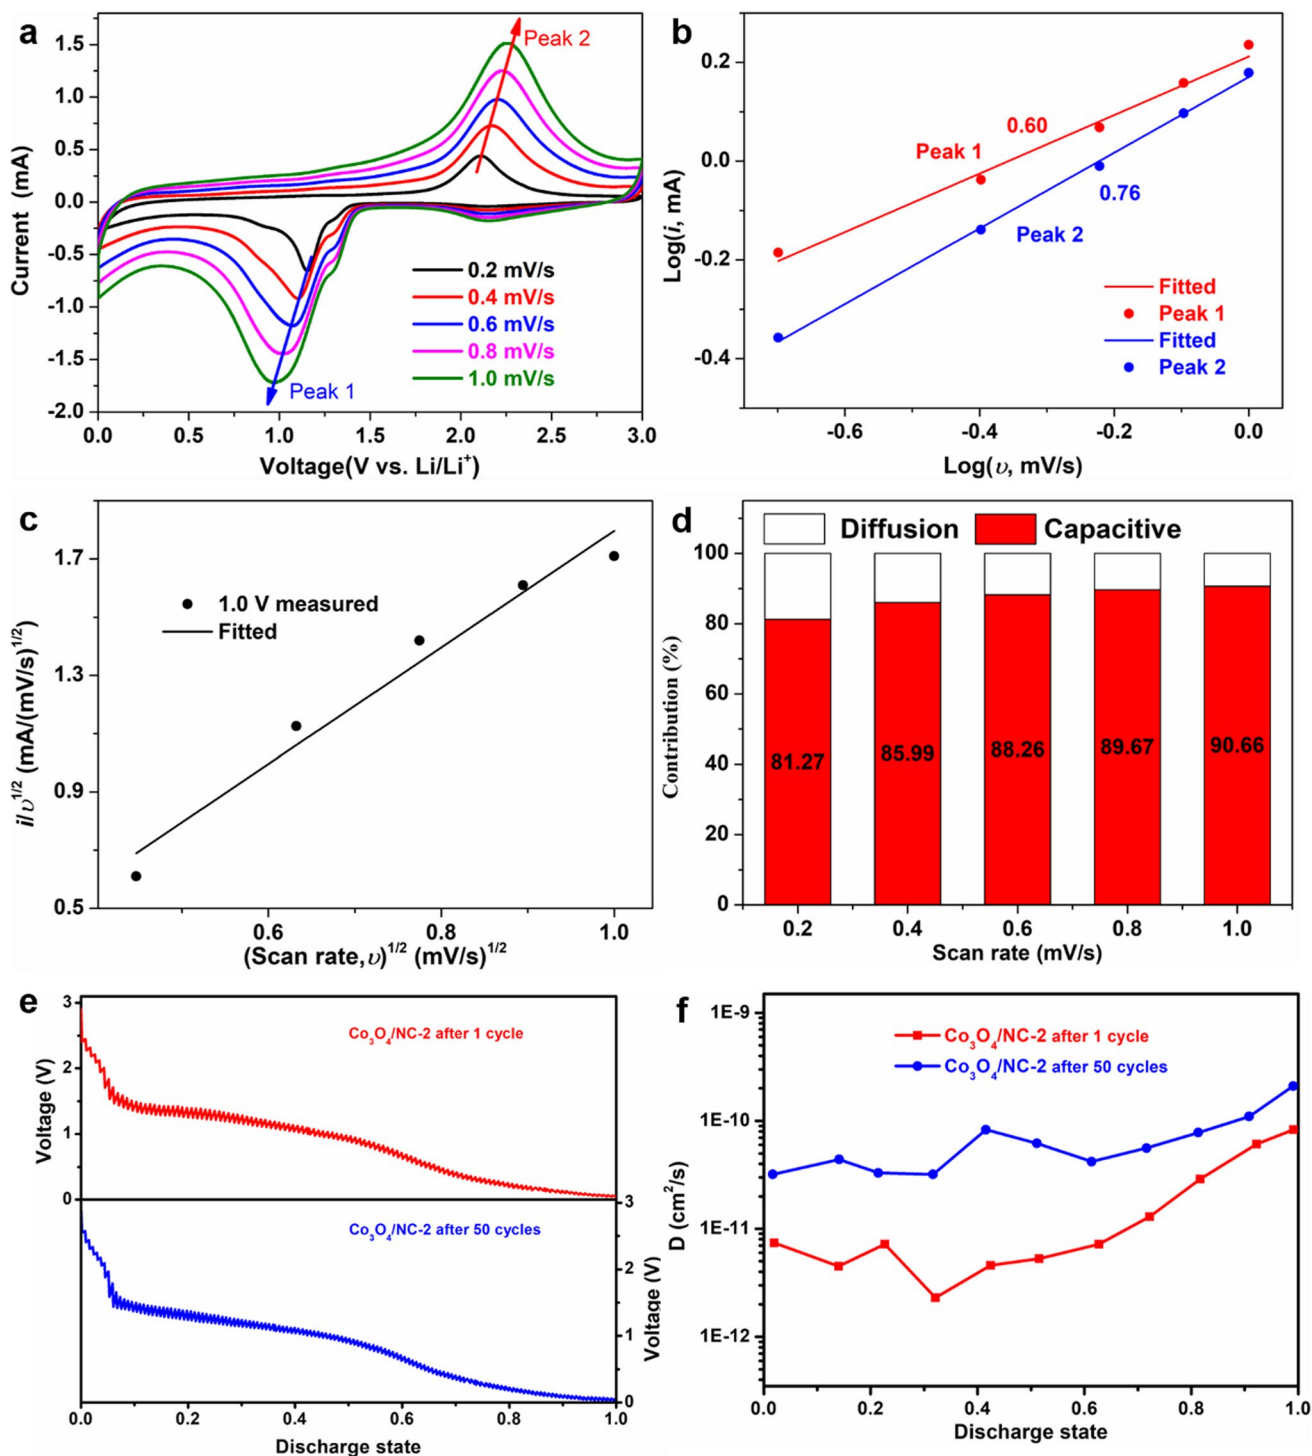 a
1.5
1.0
0.5
0.0
-0.5
-1.0
-1.5
-2.0
Current (mA)
Peak 2
Peak 1
0.2 mV/s
0.4 mV/s
0.6 mV/s
0.8 mV/s
1.0 mV/s
0.0 0.5 1.0 1.5 2.0 2.5 3.0
Voltage(V vs. Li/Li⁺)
b
0.2
0.0
-0.2
-0.4
Log(i, mA)
0.60
Peak 1
0.76
Peak 2
Fitted
Peak 1
Fitted
Peak 2
-0.6 -0.4 -0.2 0.0
Log(υ, mV/s)
c
1.7
1.3
0.9
0.5
i/υ^1/2 (mA/(mV/s)^1/2)
1.0 V measured
Fitted
0.6 0.8 1.0
(Scan rate,υ)^1/2 (mV/s)^1/2
d
Diffusion Capacitive
100
80
60
40
20
0
Contribution (%)
81.27 85.99 88.26 89.67 90.66
0.2 0.4 0.6 0.8 1.0
Scan rate (mV/s)
e
3
2
1
0
Voltage (V)
Co₃O₄/NC-2 after 1 cycle
Co₃O₄/NC-2 after 50 cycles
3
2
1
0
Voltage (V)
0.0 0.2 0.4 0.6 0.8 1.0
Discharge state
f
1E-9
1E-10
1E-11
1E-12
D (cm²/s)
Co₃O₄/NC-2 after 1 cycle
Co₃O₄/NC-2 after 50 cycles
0.0 0.2 0.4 0.6 0.8 1.0
Discharge state